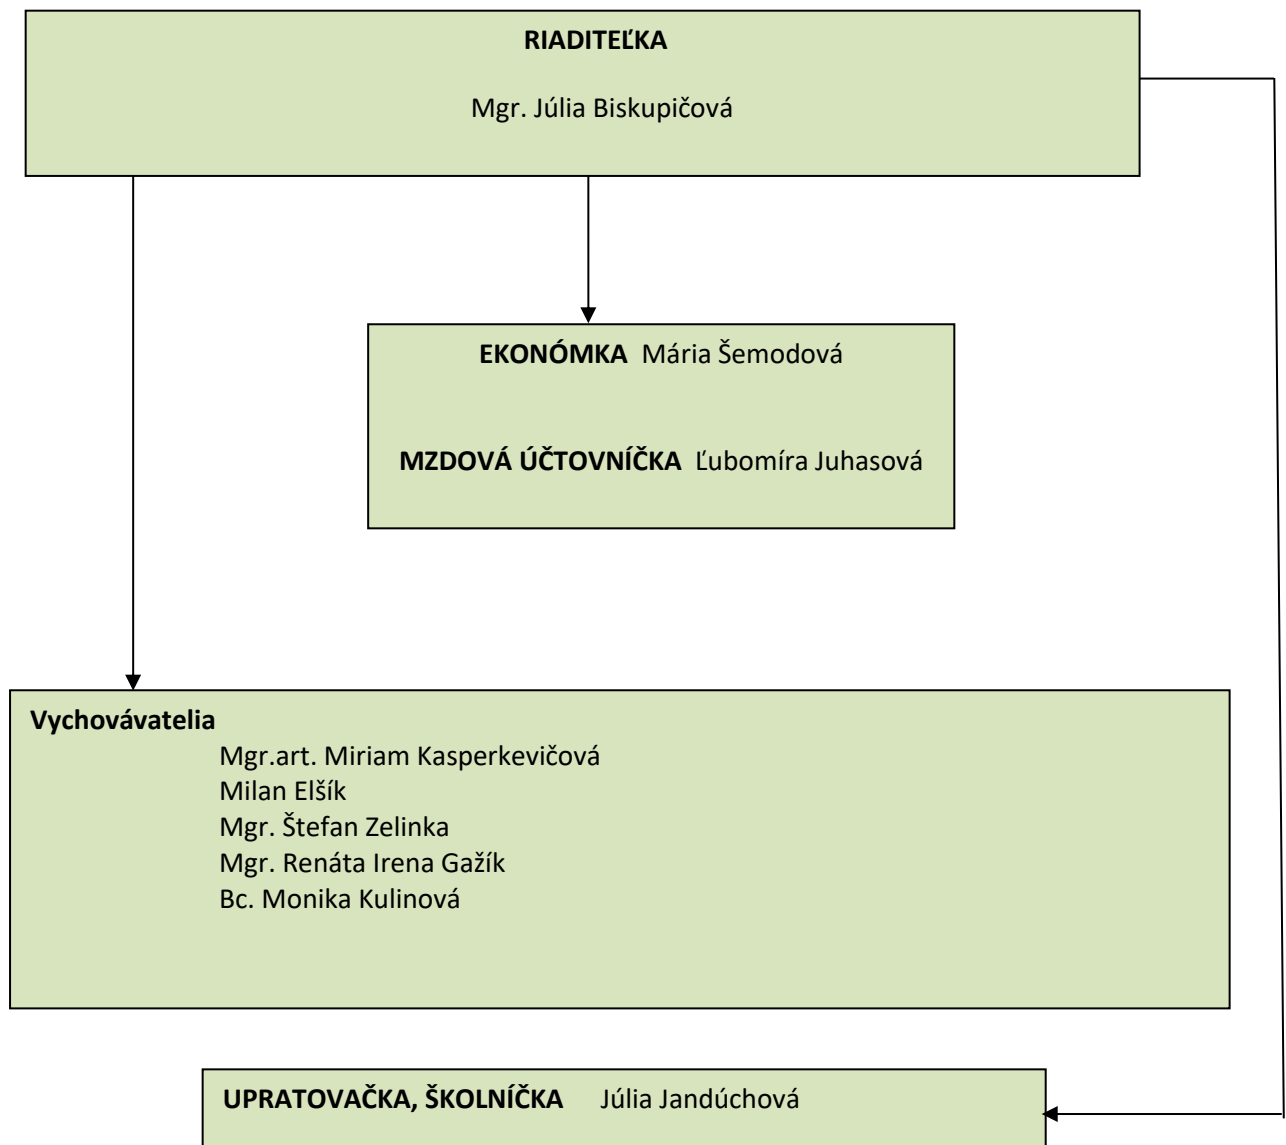 RIADITEĽKA
Mgr. Júlia Biskupičová
EKONÓMKA Mária Šemodová
MZDOVÁ ÚČTOVNÍČKA Ľubomíra Juhasová
Vychovávatelia
Mgr.art. Miriam Kasperkevičová
Milan Elšík
Mgr. Štefan Zelinka
Mgr. Renáta Irena Gažík
Bc. Monika Kulinová
UPRATOVAČKA, ŠKOLNÍČKA Júlia Jandúchová